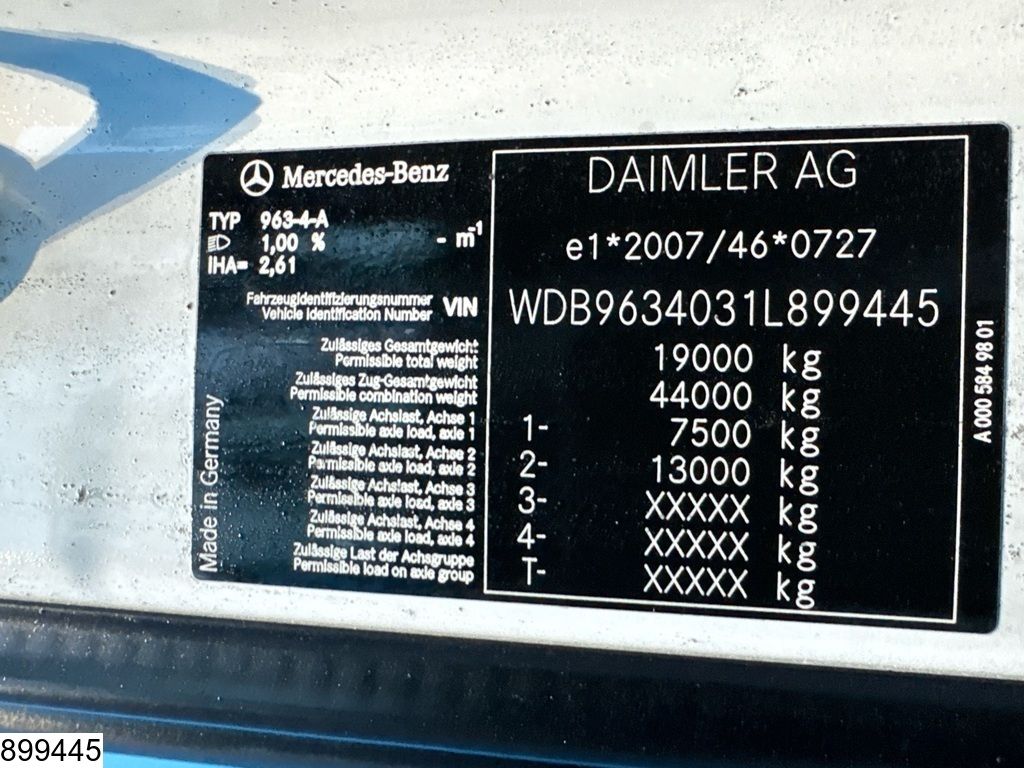 Mercedes-Benz
TYP 963-4-A
1,00 % - m-1
IHA= 2,61
DAIMLER AG
e1*2007/46*0727
Fahrzeugidentifizierungsnummer
Vehicle Identification Number VIN WDB9634031L899445
Zulässiges Gesamtgewicht
Permissible total weight 19000 kg
Zulässiges Zug-Gesamtgewicht
Permissible combination weight 44000 kg
Zulässige Achslast, Achse 1
Permissible axle load, axle 1 1- 7500 kg
Zulässige Achslast, Achse 2
Permissible axle load, axle 2 2- 13000 kg
Zulässige Achslast, Achse 3
Permissible axle load, axle 3 3- XXXXX kg
Zulässige Achslast, Achse 4
Permissible axle load, axle 4 4- XXXXX kg
Zulässige Last der Achsgruppe
Permissible load on axle group T- XXXXX kg
Made in Germany
A 000 584 98 01
899445